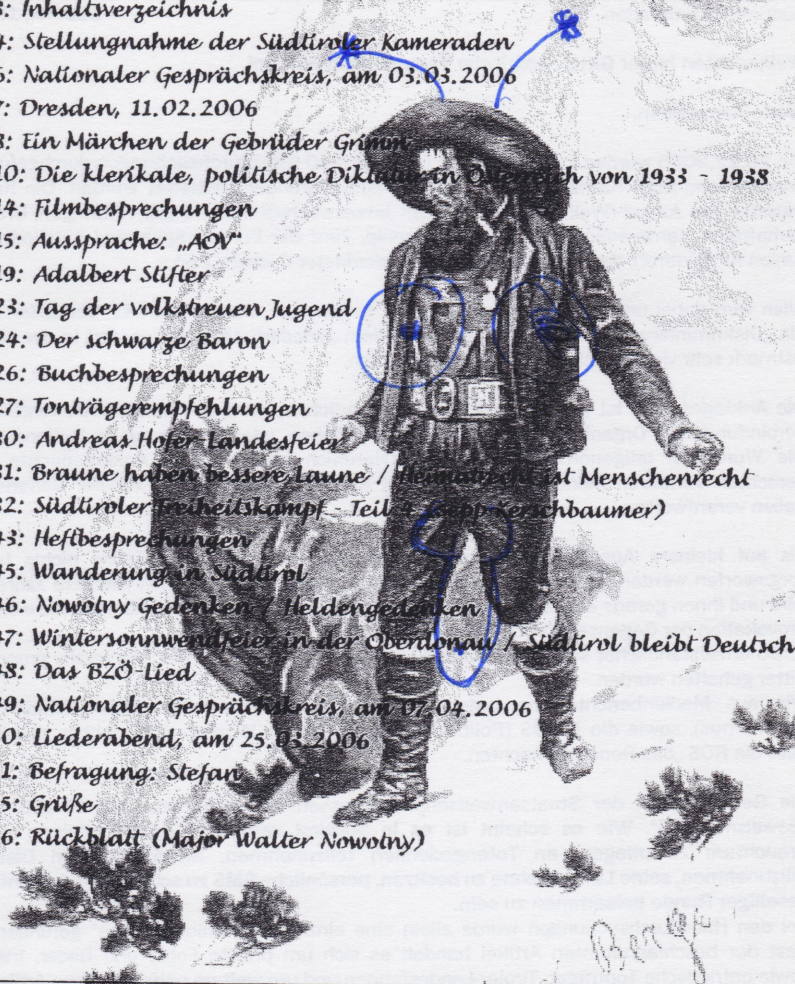 3: Inhaltsverzeichnis
4: Stellungnahme der Südtiroler Kameraden
6: Nationaler Gesprächskreis, am 03.03.2006
7: Dresden, 11.02.2006
8: Ein Märchen der Gebrüder Grimm
10: Die klerikale, politische Diktatur in Österreich von 1933 - 1938
14: Filmbesprechungen
15: Aussprache: „AOV“
19: Adalbert Stifter
23: Tag der volkstreuen Jugend
24: Der schwarze Baron
26: Buchbesprechungen
27: Tonträgerempfehlungen
30: Andreas Hofer-Landesfeier
31: Braune haben bessere Laune / Heimatrecht ist Menschenrecht
32: Südtiroler Freiheitskampf - Teil 4 (Sepp Kerschbaumer)
43: Heftbesprechungen
45: Wanderung in Südtirol
46: Nowotny Gedenken / Heldengedenken
47: Wintersonnwendfeier in der Oberdonau / Südtirol bleibt Deutsch
48: Das BZÖ-Lied
49: Nationaler Gesprächskreis, am 07.04.2006
0: Liederabend, am 25.03.2006
1: Befragung: Stefan
5: Grüße
6: Rückblatt (Major Walter Nowotny)